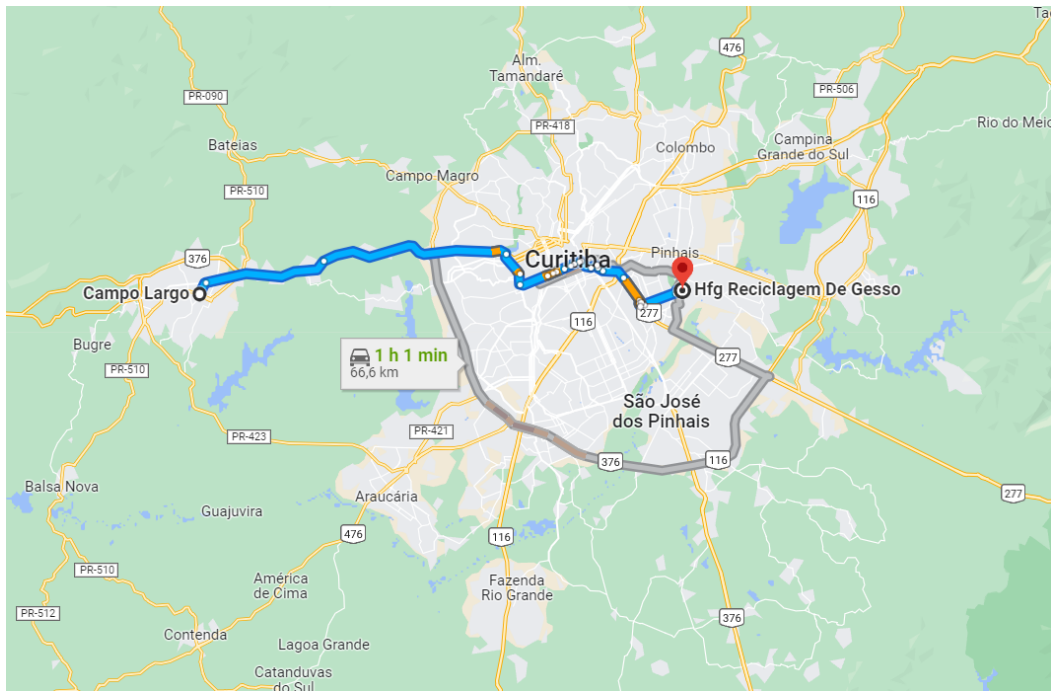 Tac
476
Alm.
Tamandaré
PR-090
PR-506
PR-418
Rio do Meio
Campina
Grande do Sul
Colombo
Bateias
Campo Magro
PR-510
116
376
Curitiba
Pinhais
Campo Largo
Hfg Reciclagem De Gesso
277
116
Bugre
1 h 1 min
66,6 km
277
PR-510
São José
dos Pinhais
PR-421
PR-423
376
116
Balsa Nova
Araucária
277
Guajuvira
476
116
PR-510
América
de Cima
Fazenda
Rio Grande
PR-512
376
Contenda
Lagoa Grande
Catanduvas
do Sul